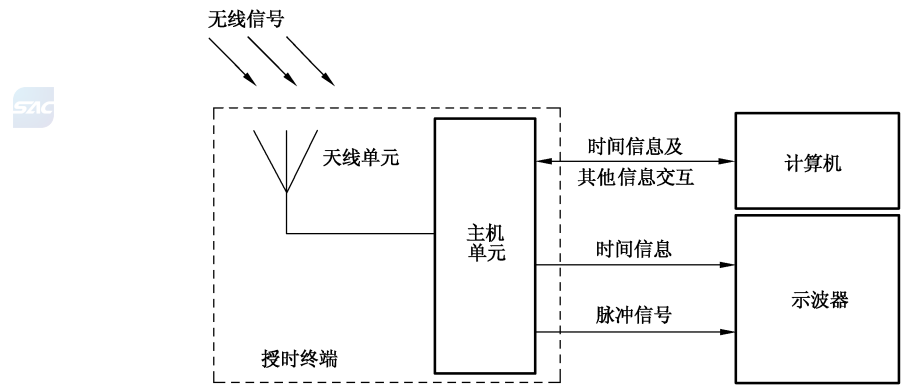 无线信号
SAC
天线单元
时间信息及
其他信息交互
计算机
主机
单元
时间信息
示波器
脉冲信号
授时终端